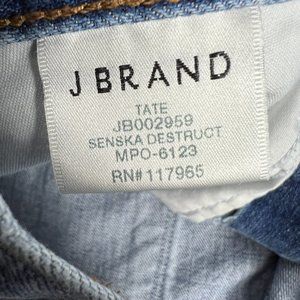 J BRAND
TATE
JB002959
SENSKA DESTRUCT
MPO-6123
RN# 117965